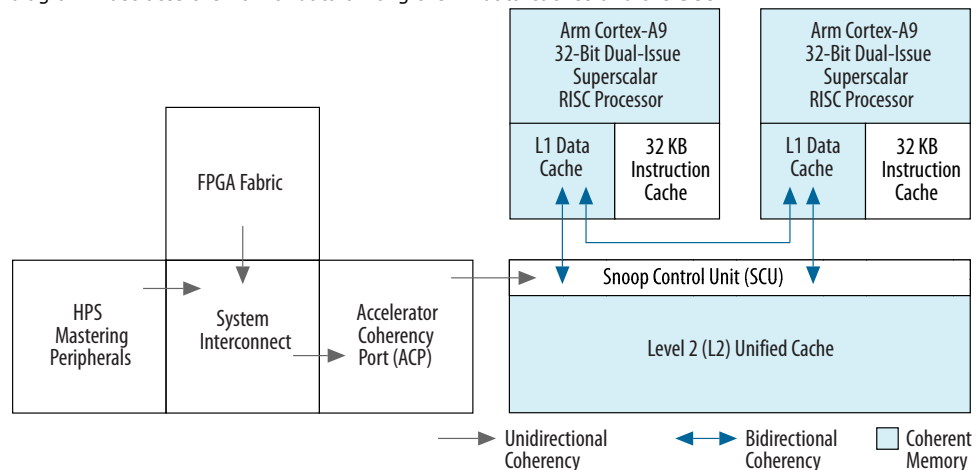 Arm Cortex-A9
32-Bit Dual-Issue
Superscalar
RISC Processor
L1 Data
Cache
32 KB
Instruction
Cache
Arm Cortex-A9
32-Bit Dual-Issue
Superscalar
RISC Processor
L1 Data
Cache
32 KB
Instruction
Cache
FPGA Fabric
HPS
Mastering
Peripherals
System
Interconnect
Accelerator
Coherency
Port (ACP)
Snoop Control Unit (SCU)
Level 2 (L2) Unified Cache
Unidirectional
Coherency
Bidirectional
Coherency
Coherent
Memory